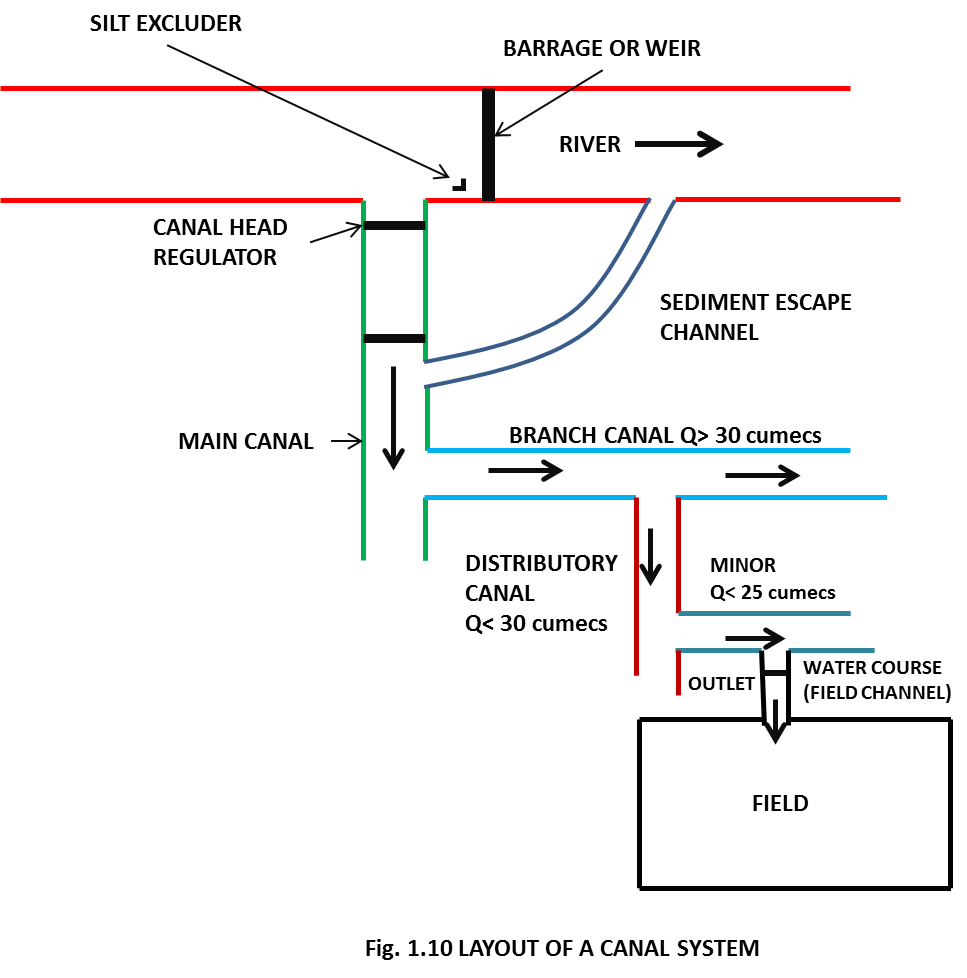 SILT EXCLUDER
BARRAGE OR WEIR
RIVER
CANAL HEAD
REGULATOR
SEDIMENT ESCAPE
CHANNEL
MAIN CANAL
BRANCH CANAL Q> 30 cumecs
DISTRIBUTORY
CANAL
Q< 30 cumecs
MINOR
Q< 25 cumecs
OUTLET
WATER COURSE
(FIELD CHANNEL)
FIELD
Fig. 1.10 LAYOUT OF A CANAL SYSTEM